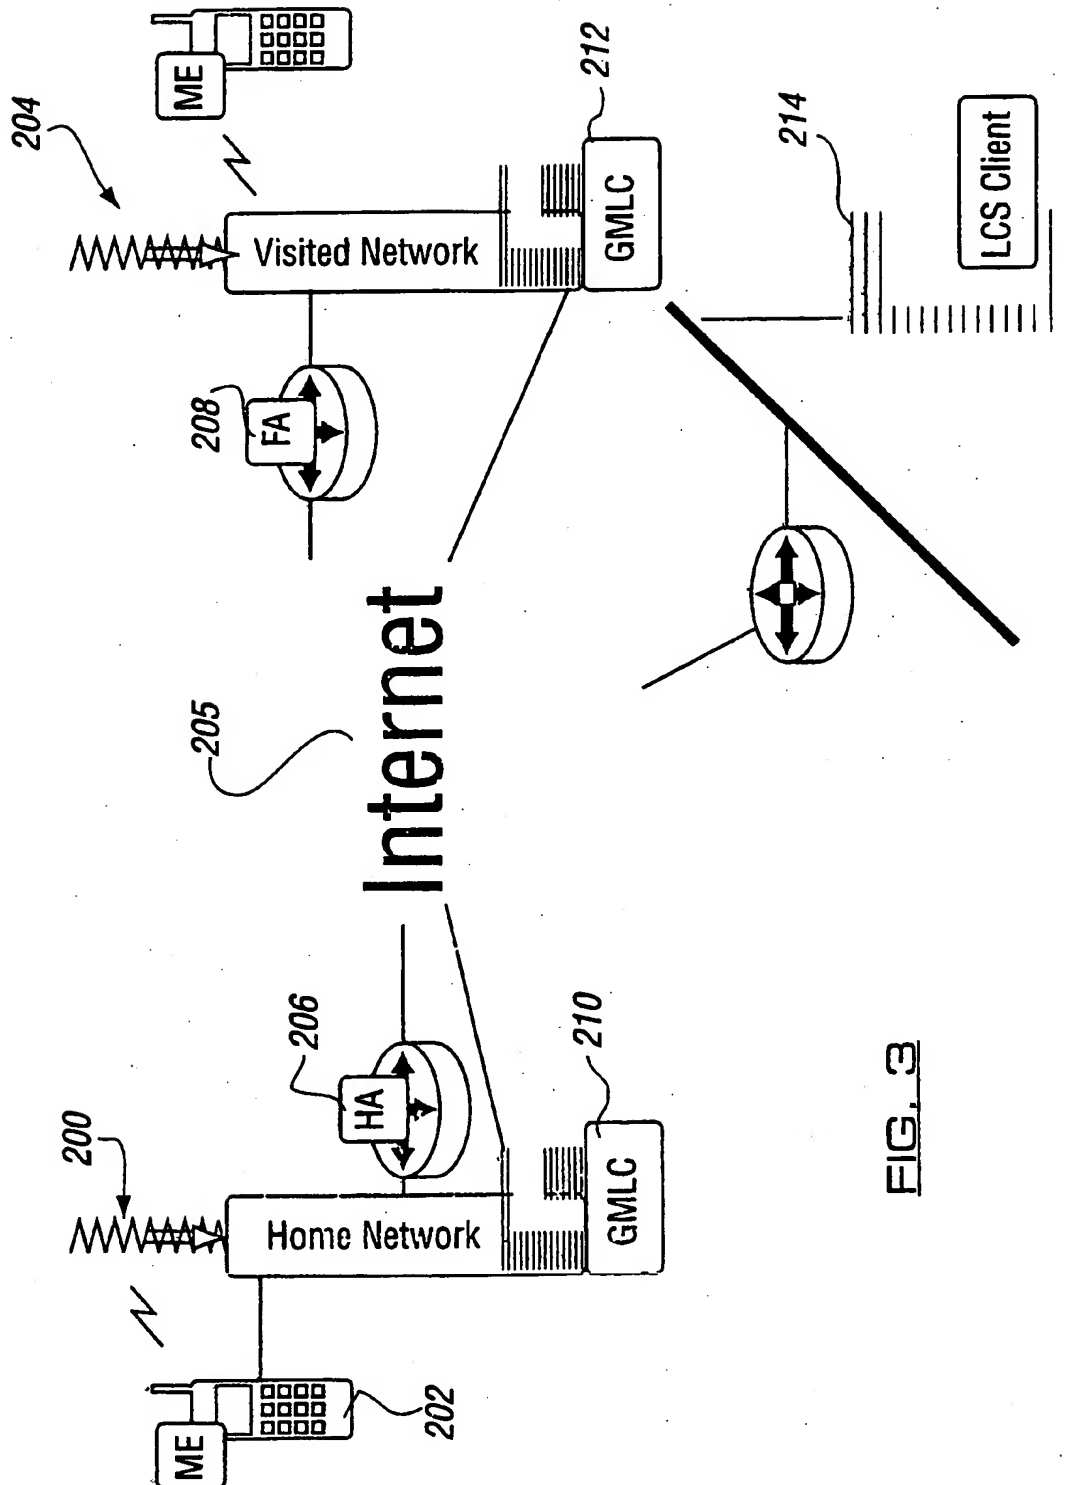 200
204
ME
ME
202
Home Network
Visited Network
206
HA
205
Internet
208
FA
210
GMLC
212
GMLC
214
LCS Client
FIG. 3